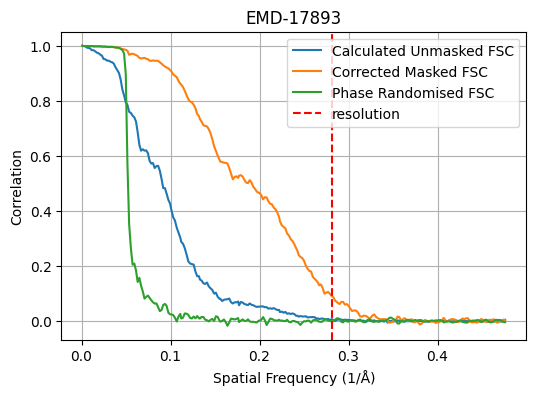 EMD-17893
Calculated Unmasked FSC
Corrected Masked FSC
Phase Randomised FSC
resolution
Correlation
1.0
0.8
0.6
0.4
0.2
0.0
0.0 0.1 0.2 0.3 0.4
Spatial Frequency (1/Å)